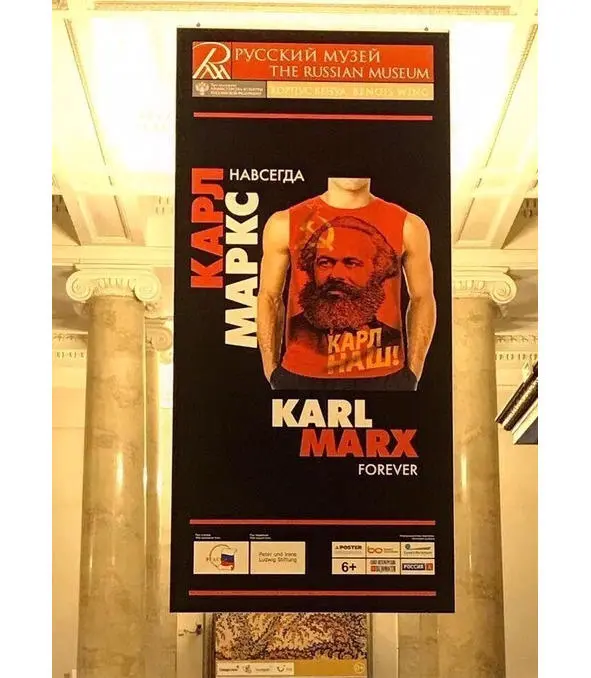 РУССКИЙ МУЗЕЙ
THE RUSSIAN MUSEUM
КОРПУС БЕНУА/ BENOIS WING
КАРЛ
МАРКС
НАВСЕГДА
КАРЛ
НАШ!
KARL
MARX
FOREVER
Peter und Irene
Ludwig Stiftung
POSTER
6+
РОССИЯ